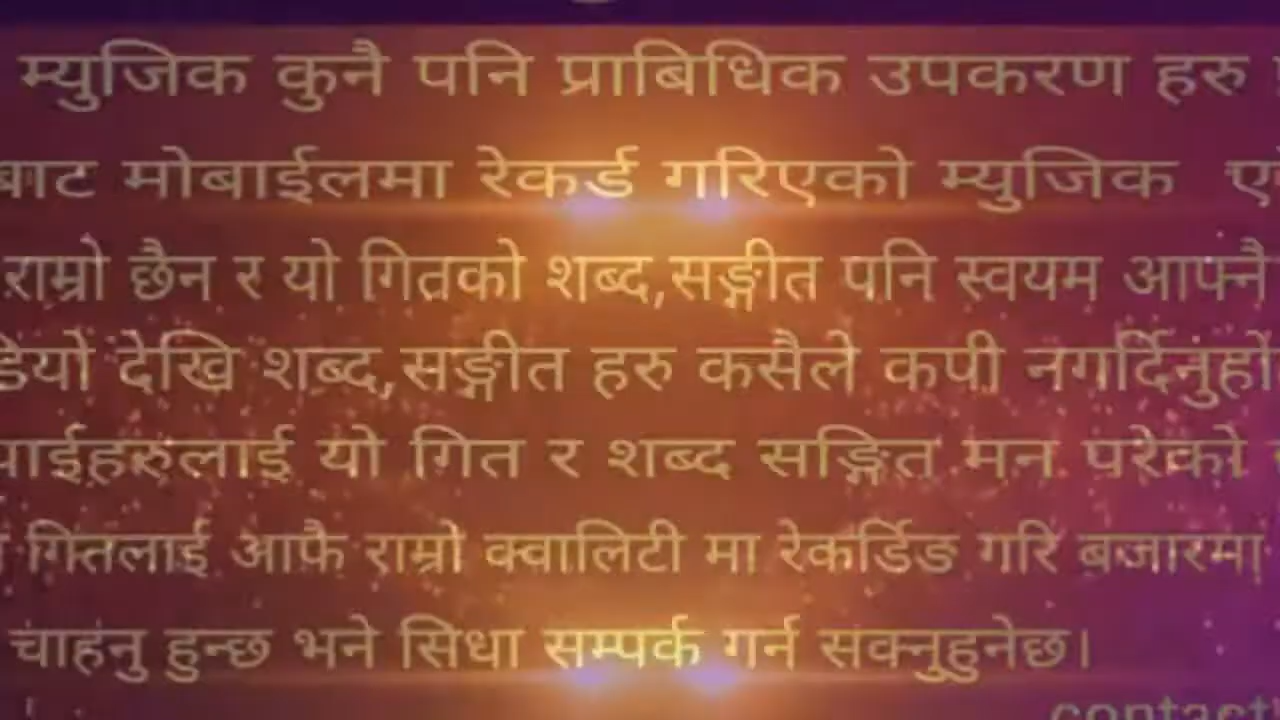 म्युजिक कुनै पनि प्राबिधिक उपकरण हरु
बाट मोबाईलमा रेकर्ड गरिएको म्युजिक
राम्रो छैन र यो गितको शब्द,सङ्गीत पनि स्वयम आफ्नै
देखि शब्द,सङ्गीत हरु कसैले कपी
यो गित र शब्द सङ्गित मन परेको
गितलाई आफै राम्रो क्वालिटी मा रेकर्डिङ गरि बजारमा
चाहनु हुन्छ भने सिधा सम्पर्क गर्न सक्नुहुनेछ।
contact